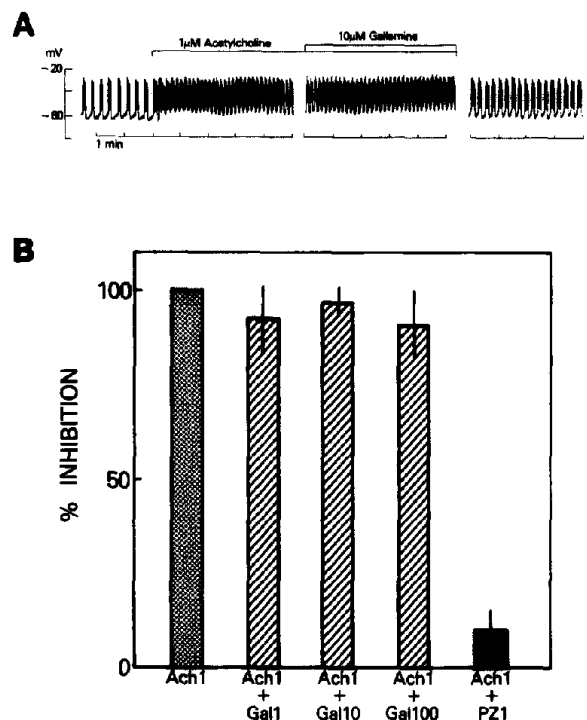 A
1μM Acetylcholine
10μM Gallamine
mV
-20
-60
1 min
B
% INHIBITION
100
50
0
Ach1
Ach1
+
Gal1
Ach1
+
Gal10
Ach1
+
Gal100
Ach1
+
PZ1